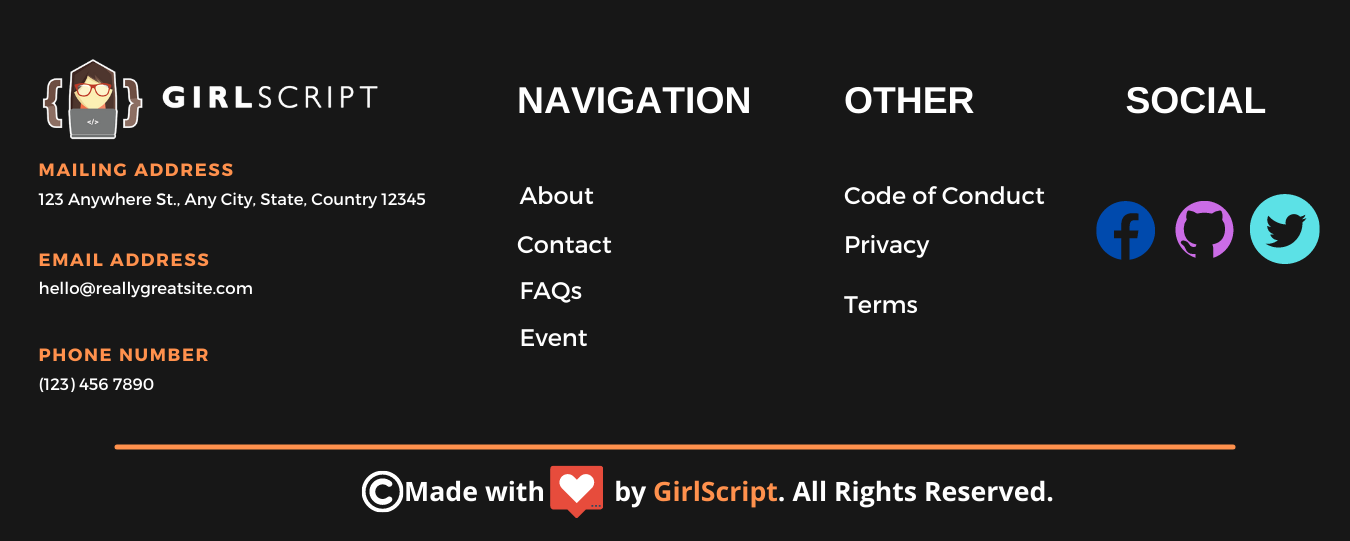 GIRLSCRIPT
MAILING ADDRESS
123 Anywhere St., Any City, State, Country 12345
EMAIL ADDRESS
hello@reallygreatsite.com
PHONE NUMBER
(123) 456 7890
NAVIGATION
About
Contact
FAQs
Event
OTHER
Code of Conduct
Privacy
Terms
SOCIAL
©Made with by GirlScript. All Rights Reserved.